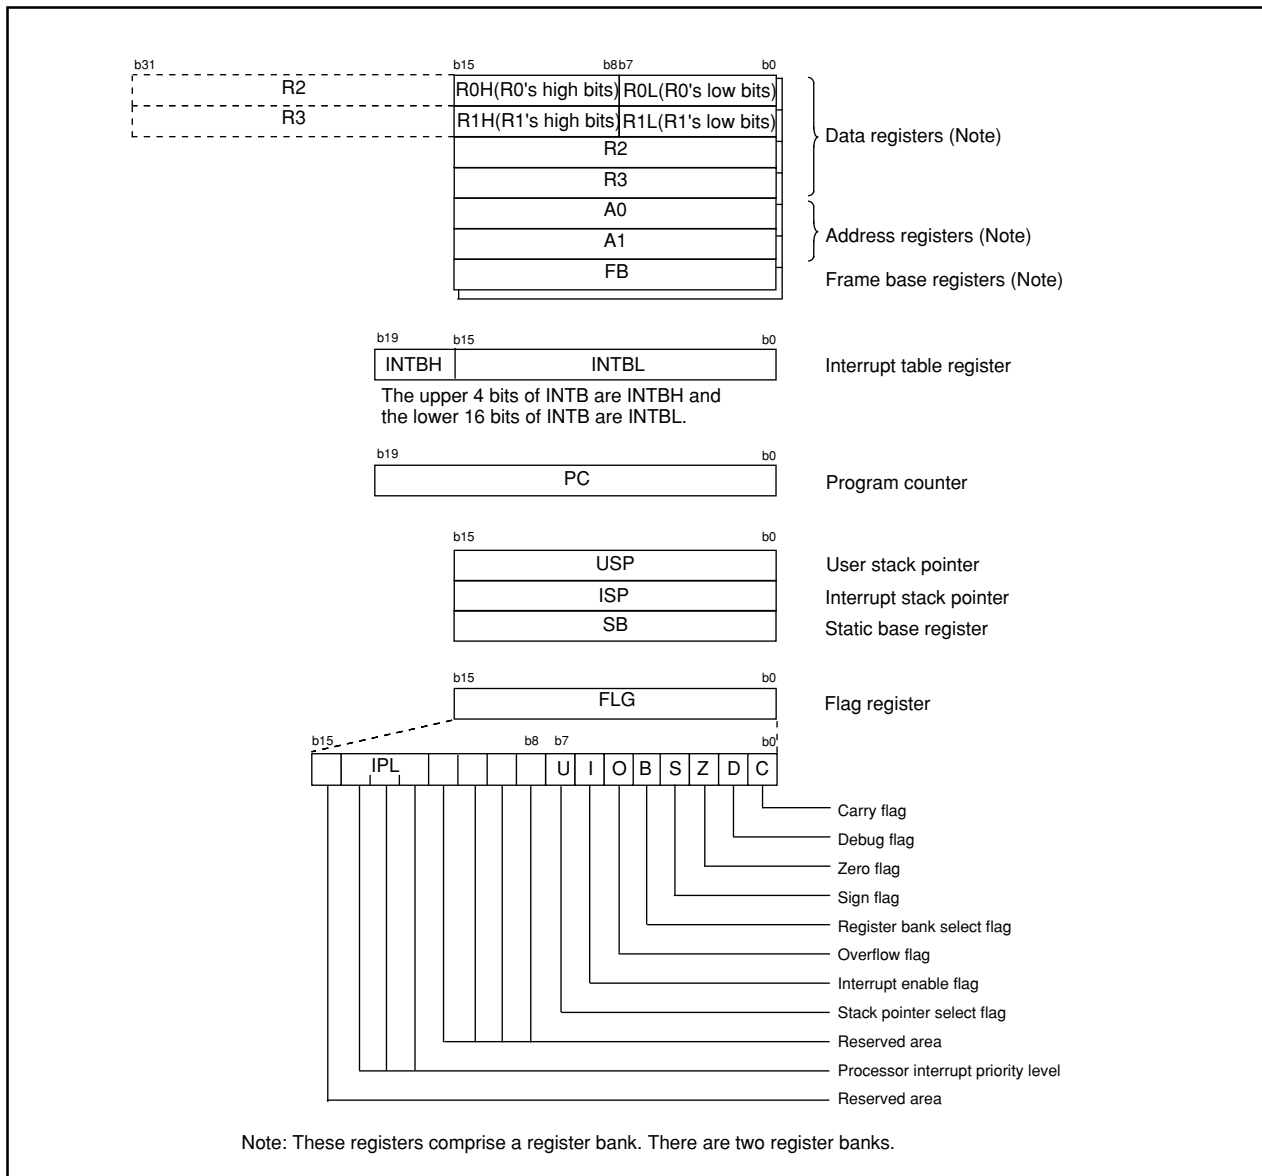 b31 b15 b8b7 b0
R2 R0H(R0's high bits) R0L(R0's low bits)
R3 R1H(R1's high bits) R1L(R1's low bits)
Data registers (Note)
R2
R3
A0
A1
Address registers (Note)
FB
Frame base registers (Note)
b19 b15 b0
INTBH INTBL Interrupt table register
The upper 4 bits of INTB are INTBH and
the lower 16 bits of INTB are INTBL.
b19 b0
PC Program counter
b15 b0
USP User stack pointer
ISP Interrupt stack pointer
SB Static base register
b15 b0
FLG Flag register
b15 b8 b7 b0
IPL U I O B S Z D C
Carry flag
Debug flag
Zero flag
Sign flag
Register bank select flag
Overflow flag
Interrupt enable flag
Stack pointer select flag
Reserved area
Processor interrupt priority level
Reserved area
Note: These registers comprise a register bank. There are two register banks.